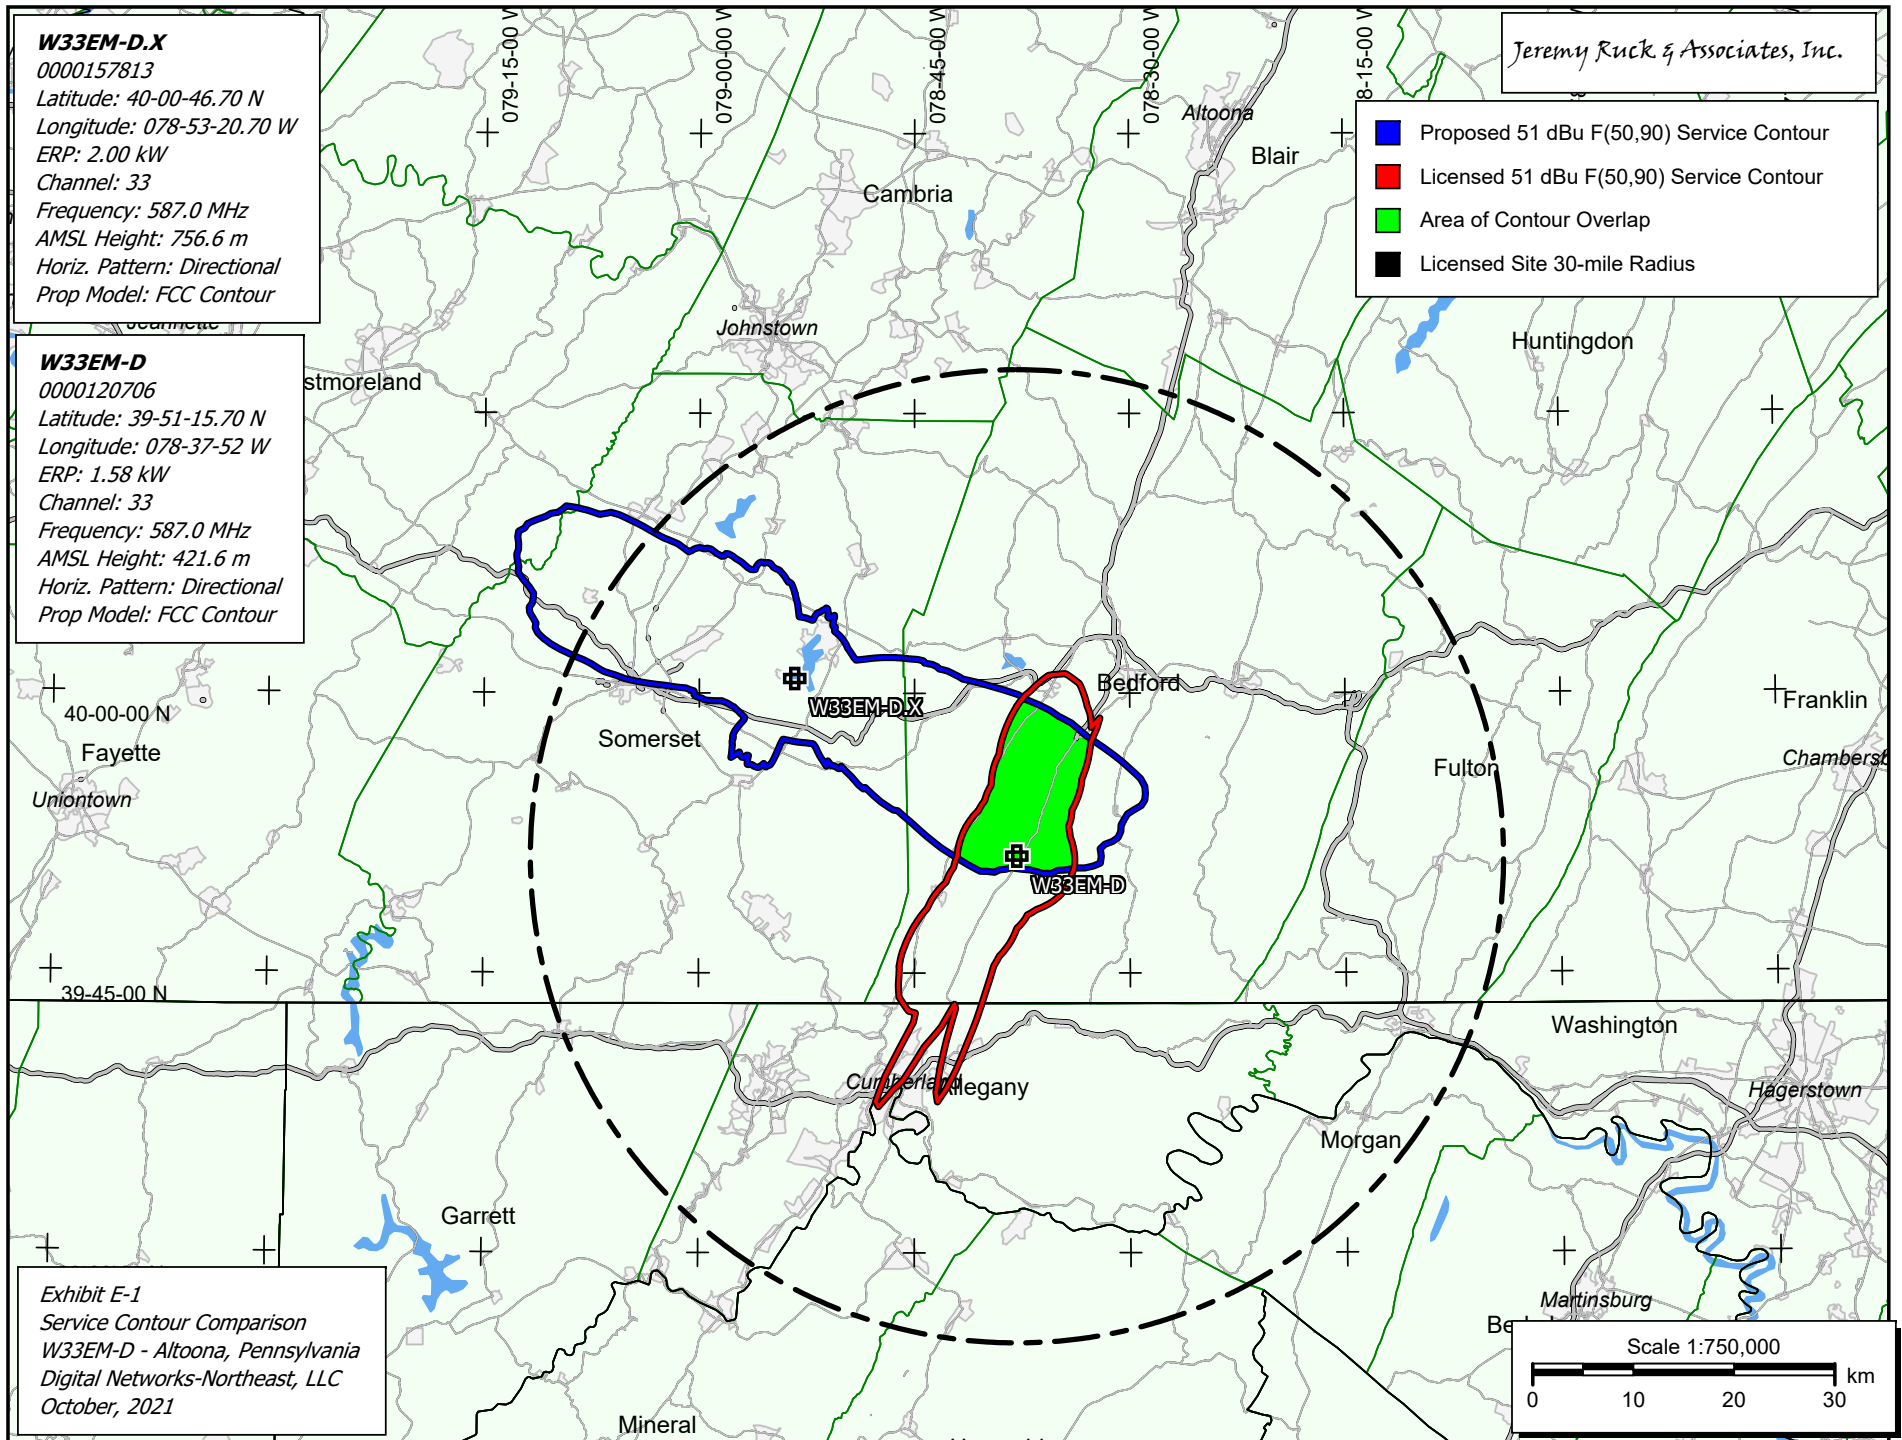 W33EM-D.X
0000157813
Latitude: 40-00-46.70 N
Longitude: 078-53-20.70 W
ERP: 2.00 kW
Channel: 33
Frequency: 587.0 MHz
AMSL Height: 756.6 m
Horiz. Pattern: Directional
Prop Model: FCC Contour
W33EM-D
0000120706
Latitude: 39-51-15.70 N
Longitude: 078-37-52 W
ERP: 1.58 kW
Channel: 33
Frequency: 587.0 MHz
AMSL Height: 421.6 m
Horiz. Pattern: Directional
Prop Model: FCC Contour
079-15-00 W
079-00-00 W
078-45-00 W
078-30-00 W
8-15-00 W
Jeremy Ruck & Associates, Inc.
Proposed 51 dBu F(50,90) Service Contour
Licensed 51 dBu F(50,90) Service Contour
Area of Contour Overlap
Licensed Site 30-mile Radius
Altoona
Blair
Cambria
Johnstown
Huntingdon
stmoreland
Bedford
W33EM-D.X
40-00-00 N
Franklin
Somerset
Fayette
Chambersb
Fulton
Uniontown
W33EM-D
39-45-00 N
Washington
Cumberland
Allegany
Hagerstown
Morgan
Garrett
Martinsburg
Be
Mineral
Exhibit E-1
Service Contour Comparison
W33EM-D - Altoona, Pennsylvania
Digital Networks-Northeast, LLC
October, 2021
Scale 1:750,000
km
0 10 20 30